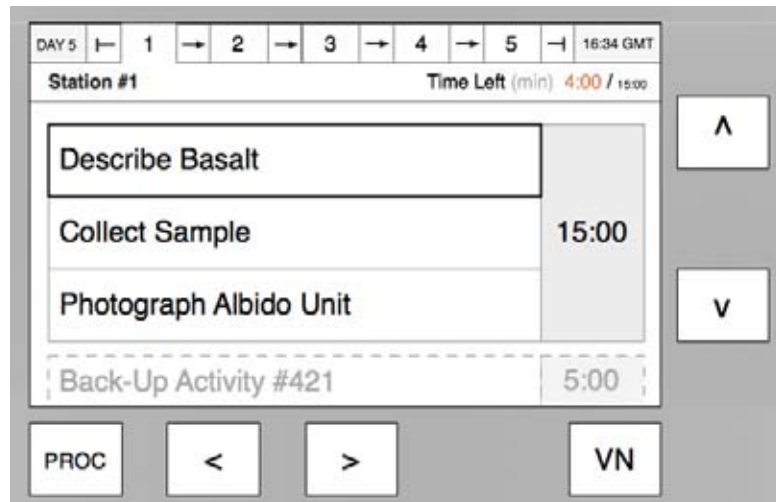 DAY 5 |— 1 → 2 → 3 → 4 → 5 —| 16:34 GMT
Station #1 Time Left (min) 4:00 / 15:00
Describe Basalt
Collect Sample 15:00
Photograph Albido Unit
Back-Up Activity #421 5:00
PROC < > VN
Λ
V